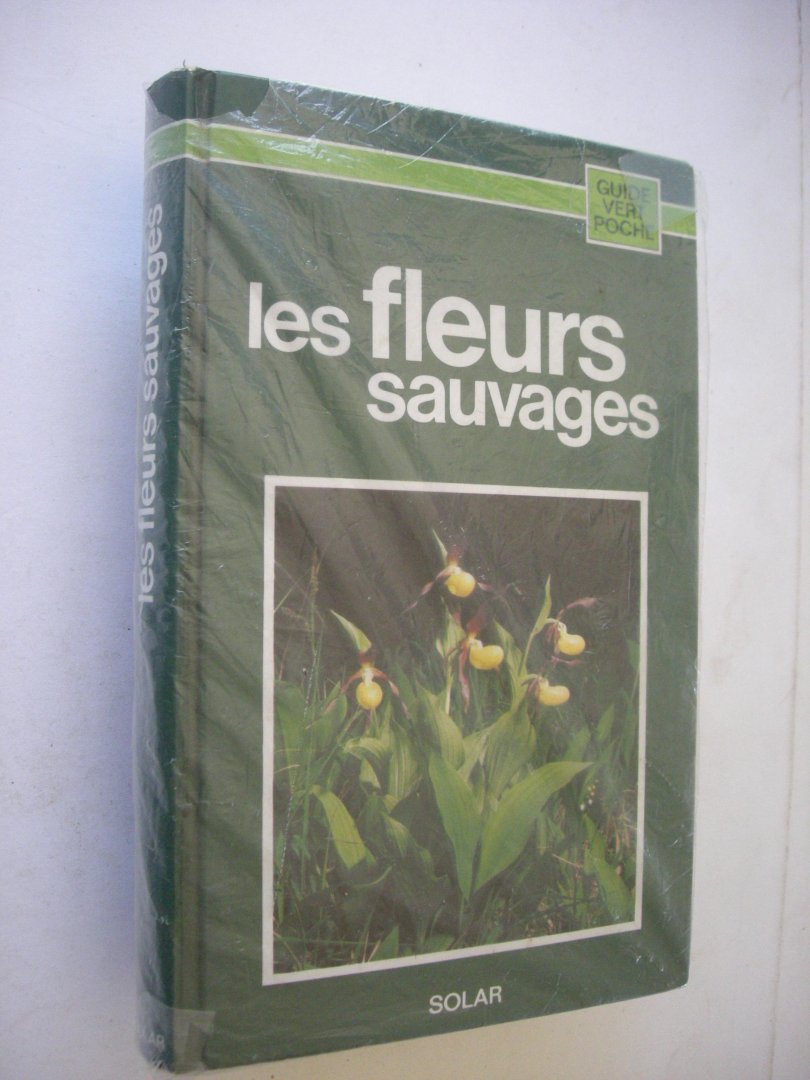 GUIDE
VERT
POCHE
les fleurs
sauvages
SOLAR
les fleurs sauvages